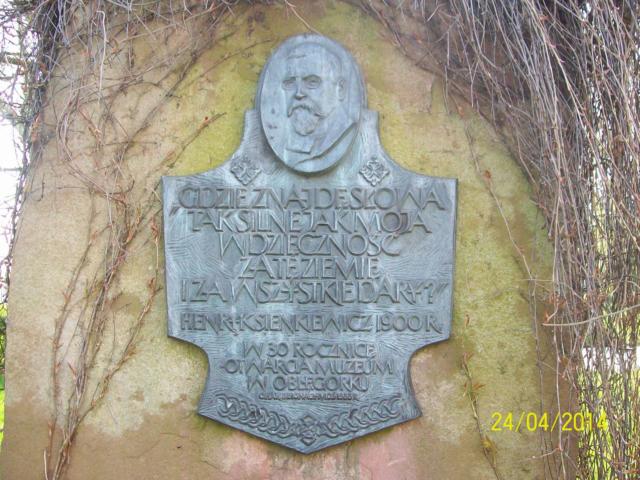 „GDZIE ZNAJDĘ SŁOWA
TAK SILNE JAK MOJA
WDZIĘCZNOŚĆ
ZA TĘ ZIEMIĘ
I ZA WSZYSTKIE DARY?"
HENRYK SIENKIEWICZ 1900 R.
W 30 ROCZNICĘ
OTWARCIA MUZEUM
W OBLĘGORKU
24/04/2014